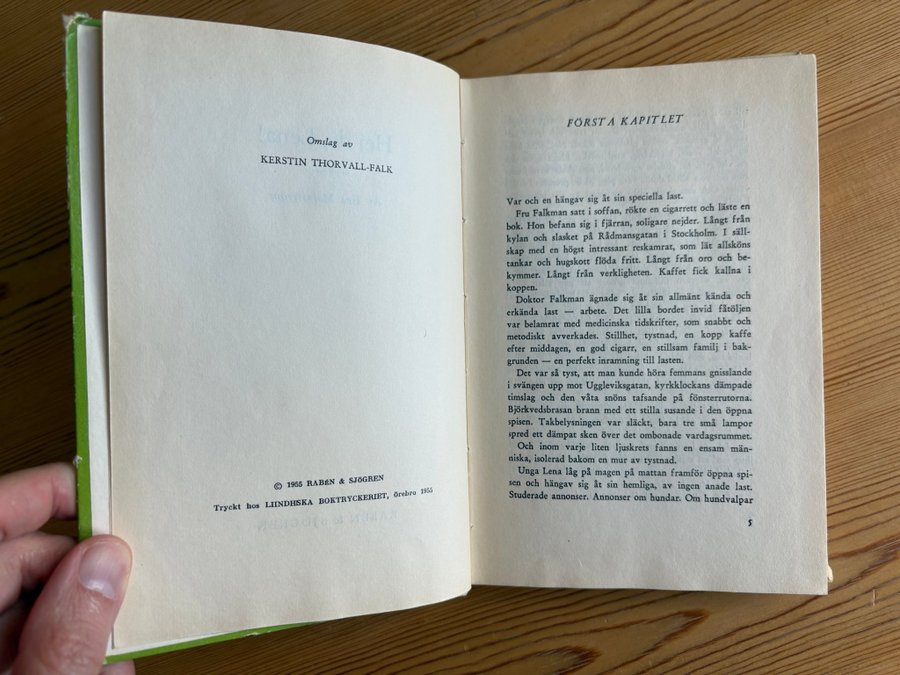 Omslag av
KERSTIN THORVALL-FALK
© 1955 RABÉN & SJÖGREN
Tryckt hos LIINDHSKA BOKTRYCKERIET, Örebro 1955
FÖRSTA KAPITLET
Var och en hängav sig åt sin speciella last.
Fru Falkman satt i soffan, rökte en cigarrett och läste en
bok. Hon befann sig i fjärran, soligare nejder. Långt från
kylan och slasket på Rådmansgatan i Stockholm. I säll-
skap med en högst intressant reskamrat, som lät allsköns
tankar och hugskott flöda fritt. Långt från oro och be-
kymmer. Långt från verkligheten. Kaffet fick kallna i
koppen.
Doktor Falkman ägnade sig åt sin allmänt kända och
erkända last — arbete. Det lilla bordet invid fåtöljen
var belamrat med medicinska tidskrifter, som snabbt och
metodiskt avverkades. Stillhet, tystnad, en kopp kaffe
efter middagen, en god cigarr, en stillsam familj i bak-
grunden — en perfekt inramning till lasten.
Det var så tyst, att man kunde höra femmans gnisslande
i svängen upp mot Uggleviksgatan, kyrkklockans dämpade
timslag och den våta snöns tafsande på fönsterrutorna.
Björkvedsbrasan brann med ett stilla susande i den öppna
spisen. Takbelysningen var släckt, bara tre små lampor
spred ett dämpat sken över det ombonade vardagsrummet.
Och inom varje liten ljuskrets fanns en ensam män-
niska, isolerad bakom en mur av tystnad.
Unga Lena låg på magen på mattan framför öppna spi-
sen och hängav sig åt sin hemliga, av ingen anade last.
Studerade annonser. Annonser om hundar. Om hundvalpar
5